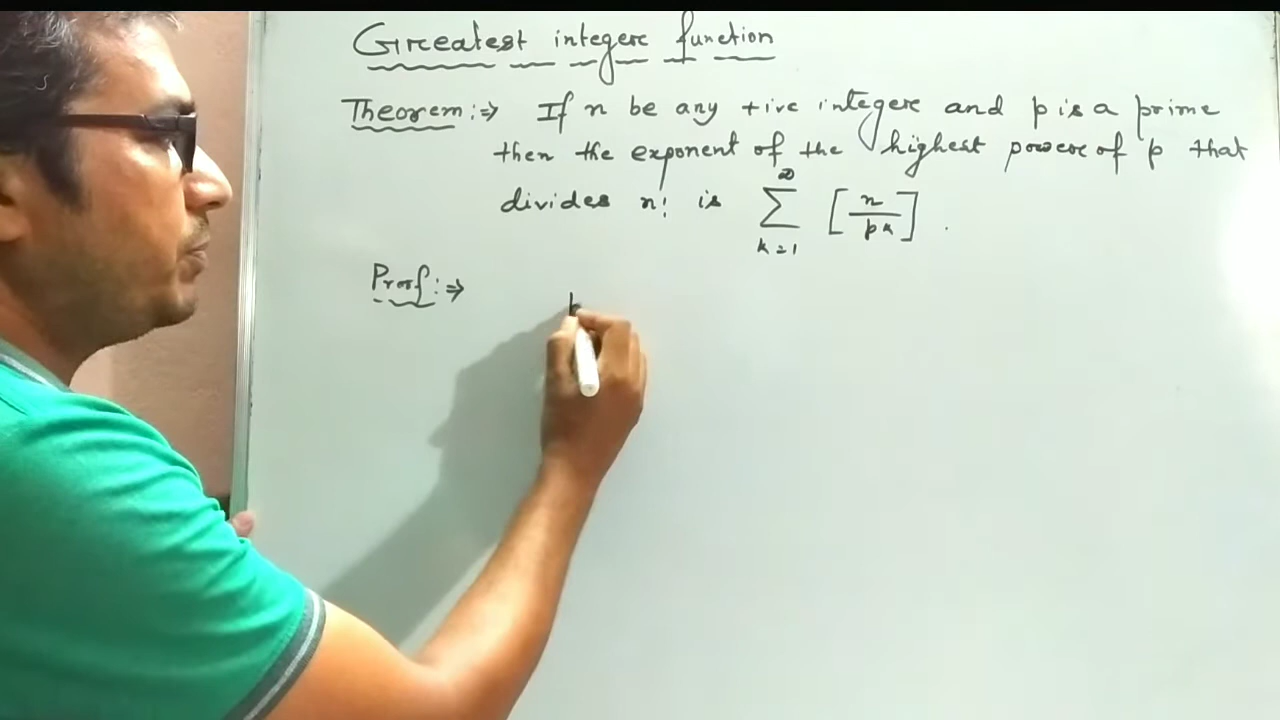 Greatest integer function
Theorem :⇒ If n be any +ive integer and p is a prime
then the exponent of the highest power of p that
divides n! is ∞∑k=1 [n/pk] .
Proof :⇒ p